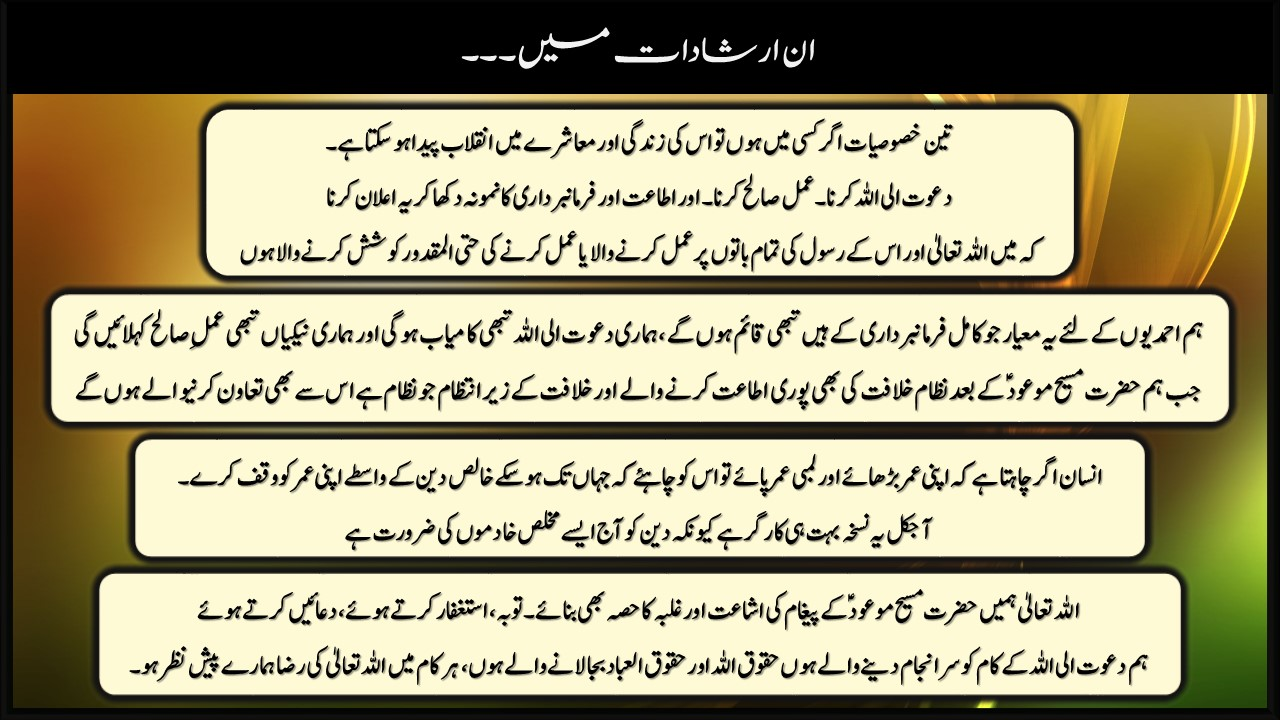 ان ارشادات میں۔۔۔
تین خصوصیات اگر کسی میں ہوں تو اس کی زندگی اور معاشرے میں انقلاب پیدا ہو سکتا ہے۔
دعوت الی اللہ کرنا۔ عمل صالح کرنا۔ اور اطاعت اور فرمانبرداری کا نمونہ دکھا کر یہ اعلان کرنا
کہ میں اللہ تعالیٰ اور اس کے رسول کی تمام باتوں پر عمل کرنے والا یا عمل کرنے کی حتی المقدور کوشش کرنے والا ہوں
ہم احمدیوں کے لئے یہ معیار جو کامل فرمانبرداری کے ہیں تبھی قائم ہوں گے، ہماری دعوت الی اللہ تبھی کامیاب ہوگی اور ہماری نیکیاں تبھی عملِ صالح کہلائیں گی
جب ہم حضرت مسیح موعودؑ کے بعد نظام خلافت کی بھی پوری اطاعت کرنے والے اور خلافت کے زیر انتظام جو نظام ہے اس سے بھی تعاون کرنیوالے ہوں گے
انسان اگر چاہتا ہے کہ اپنی عمر بڑھائے اور لمبی عمر پائے تو اس کو چاہئے کہ جہاں تک ہو سکے خالص دین کے واسطے اپنی عمر کو وقف کرے۔
آجکل یہ نسخہ بہت ہی کارگر ہے کیونکہ دین کو آج ایسے مخلص خادموں کی ضرورت ہے
اللہ تعالیٰ ہمیں حضرت مسیح موعودؑ کے پیغام کی اشاعت اور غلبہ کا حصہ بھی بنائے۔ توبہ، استغفار کرتے ہوئے، دعائیں کرتے ہوئے
ہم دعوت الی اللہ کے کام کو سرانجام دینے والے ہوں حقوق اللہ اور حقوق العباد بجالانے والے ہوں، ہر کام میں اللہ تعالیٰ کی رضا ہمارے پیش نظر ہو۔